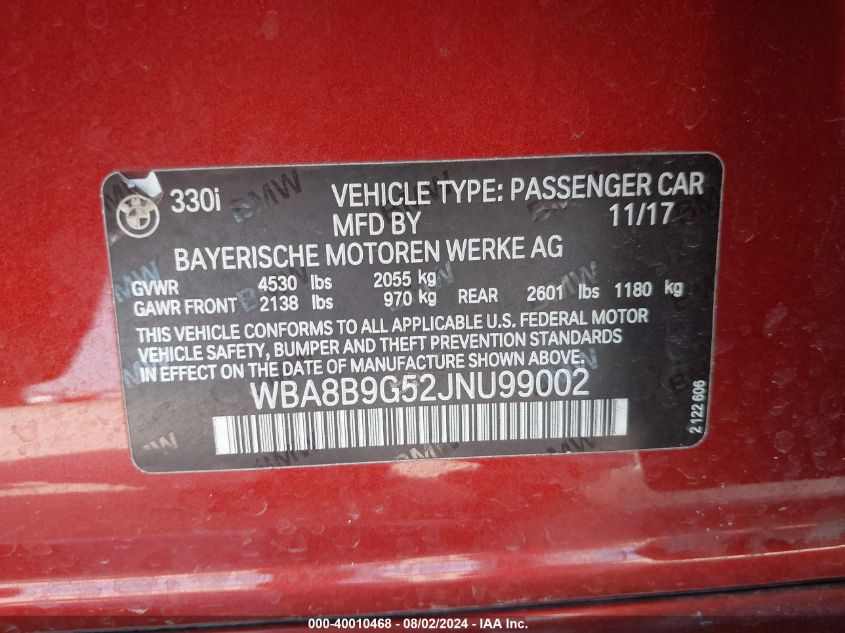 330i VEHICLE TYPE: PASSENGER CAR
MFD BY 11/17
BAYERISCHE MOTOREN WERKE AG
GVWR 4530 lbs 2055 kg
GAWR FRONT 2138 lbs 970 kg REAR 2601 lbs 1180 kg
THIS VEHICLE CONFORMS TO ALL APPLICABLE U.S. FEDERAL MOTOR
VEHICLE SAFETY, BUMPER AND THEFT PREVENTION STANDARDS
IN EFFECT ON THE DATE OF MANUFACTURE SHOWN ABOVE.
WBA8B9G52JNU99002
2 122 606
000-40010468 - 08/02/2024 - IAA Inc.